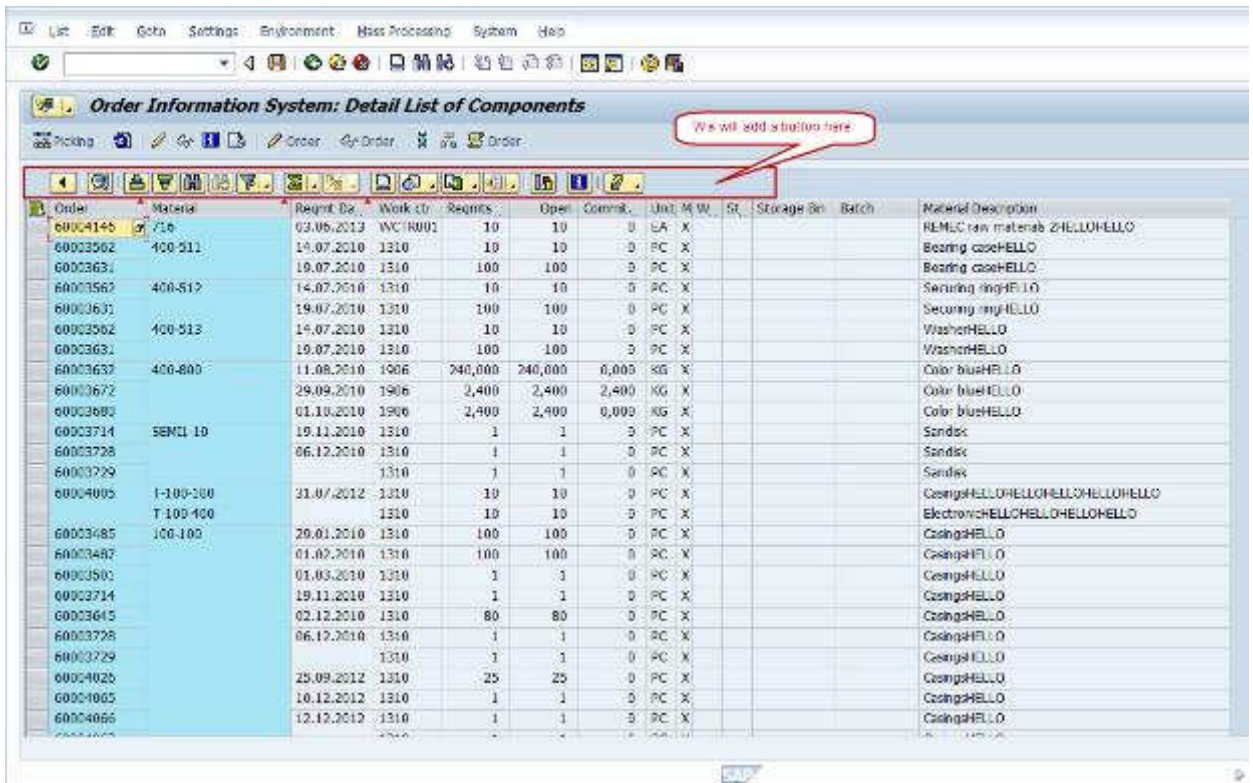 List Edit Goto Settings Environment Mass Processing System Help
Order Information System: Detail List of Components
We will add a button here
Picking Order Order Order
Order Material Reqmt Da Work ctr Reqmts Open Commit. Unit M W St Storage Bin Batch Material Description
60004146 716 03.06.2013 WCTR001 10 10 0 EA X REMEC raw materials 2HELLOHELLO
60003562 400-511 14.07.2010 1310 10 10 0 PC X Bearing caseHELLO
60003631 19.07.2010 1310 100 100 0 PC X Bearing caseHELLO
60003562 400-512 14.07.2010 1310 10 10 0 PC X Securing ringHELLO
60003631 19.07.2010 1310 100 100 0 PC X Securing ringHELLO
60003562 400-513 14.07.2010 1310 10 10 0 PC X WasherHELLO
60003631 19.07.2010 1310 100 100 0 PC X WasherHELLO
60003632 400-800 11.08.2010 1906 240,000 240,000 0,000 KG X Color blueHELLO
60003672 29.09.2010 1906 2,400 2,400 2,400 KG X Color blueHELLO
60003680 01.10.2010 1906 2,400 2,400 0,000 KG X Color blueHELLO
60003714 19.11.2010 1310 1 1 0 PC X Sandisk
60003728 06.12.2010 1310 1 1 0 PC X Sandisk
60003729 1310 1 1 0 PC X Sandisk
60004005 T-100-100 31.07.2012 1310 10 10 0 PC X CasingsHELLOHELLOHELLOHELLOHELLO
T-100-400 1310 10 10 0 PC X ElectronicHELLOHELLOHELLOHELLO
60003485 100-100 29.01.2010 1310 100 100 0 PC X CasingsHELLO
60003487 01.02.2010 1310 100 100 0 PC X CasingsHELLO
60003501 01.03.2010 1310 1 1 0 PC X CasingsHELLO
60003714 19.11.2010 1310 1 1 0 PC X CasingsHELLO
60003645 02.12.2010 1310 80 80 0 PC X CasingsHELLO
60003728 06.12.2010 1310 1 1 0 PC X CasingsHELLO
60003729 1310 1 1 0 PC X CasingsHELLO
60004026 25.09.2012 1310 25 25 0 PC X CasingsHELLO
60004065 10.12.2012 1310 1 1 0 PC X CasingsHELLO
60004066 12.12.2012 1310 1 1 0 PC X CasingsHELLO
SAP